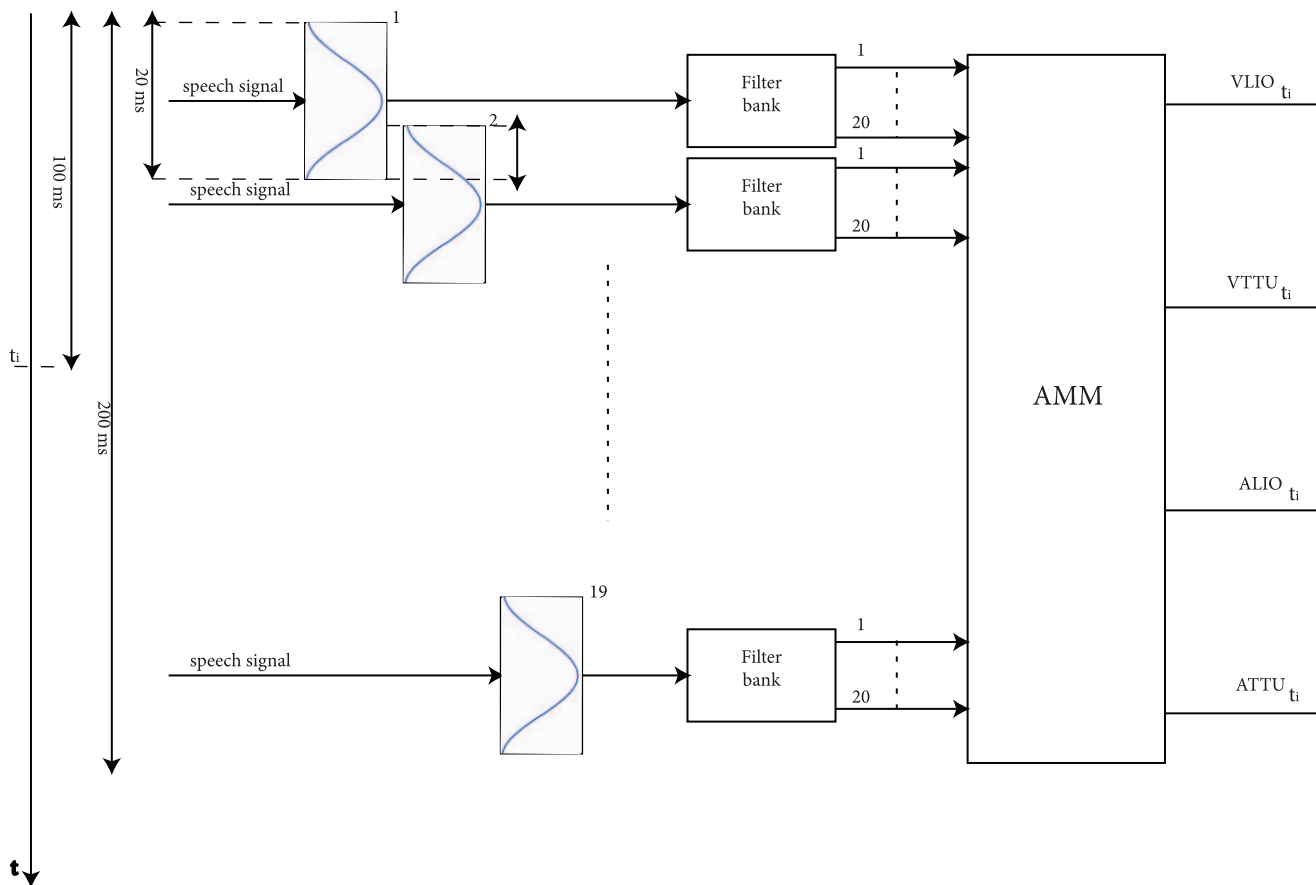 1
20 ms
speech signal
Filter
bank
1
20
VLIO ti
2
100 ms
speech signal
Filter
bank
1
20
VTTU ti
ti
200 ms
AMM
ALIO ti
19
speech signal
Filter
bank
1
20
ATTU ti
t